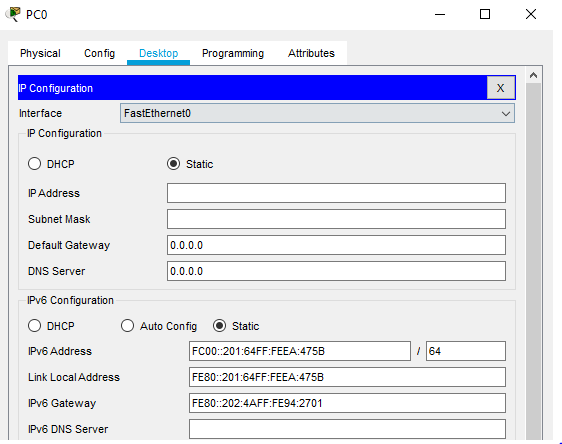 PC0
Physical Config Desktop Programming Attributes
IP Configuration X
Interface FastEthernet0
IP Configuration
DHCP Static
IP Address
Subnet Mask
Default Gateway 0.0.0.0
DNS Server 0.0.0.0
IPv6 Configuration
DHCP Auto Config Static
IPv6 Address FC00::201:64FF:FEEA:475B / 64
Link Local Address FE80::201:64FF:FEEA:475B
IPv6 Gateway FE80::202:4AFF:FE94:2701
IPv6 DNS Server